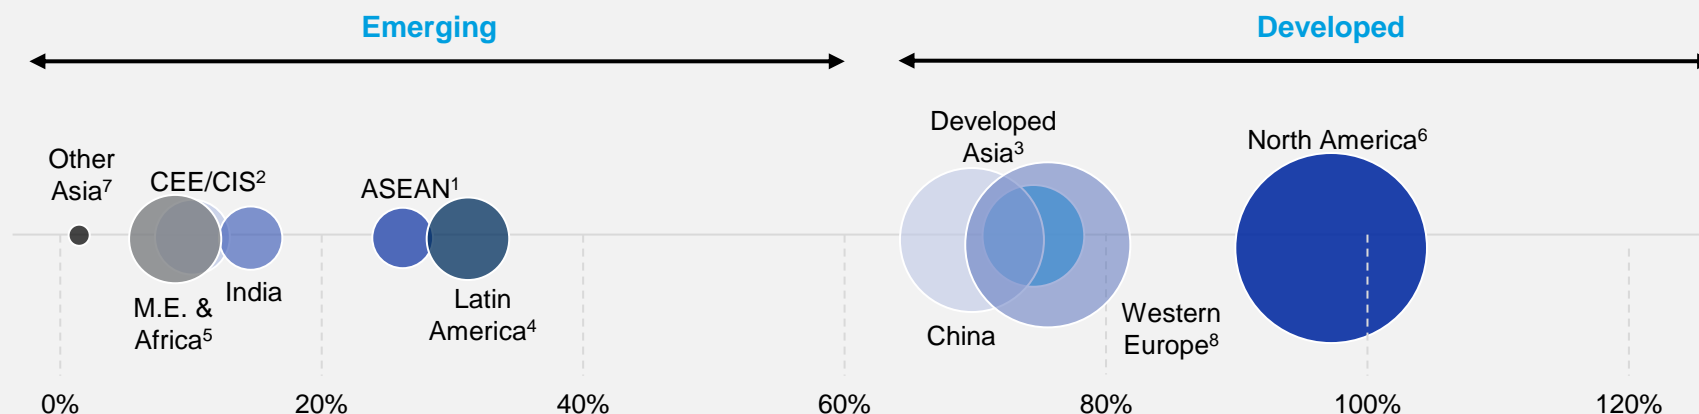 Emerging
Developed
Other
Asia⁷
CEE/CIS²
ASEAN¹
Developed
Asia³
North America⁶
M.E. &
Africa⁵
India
Latin
America⁴
China
Western
Europe⁸
0%
20%
40%
60%
80%
100%
120%